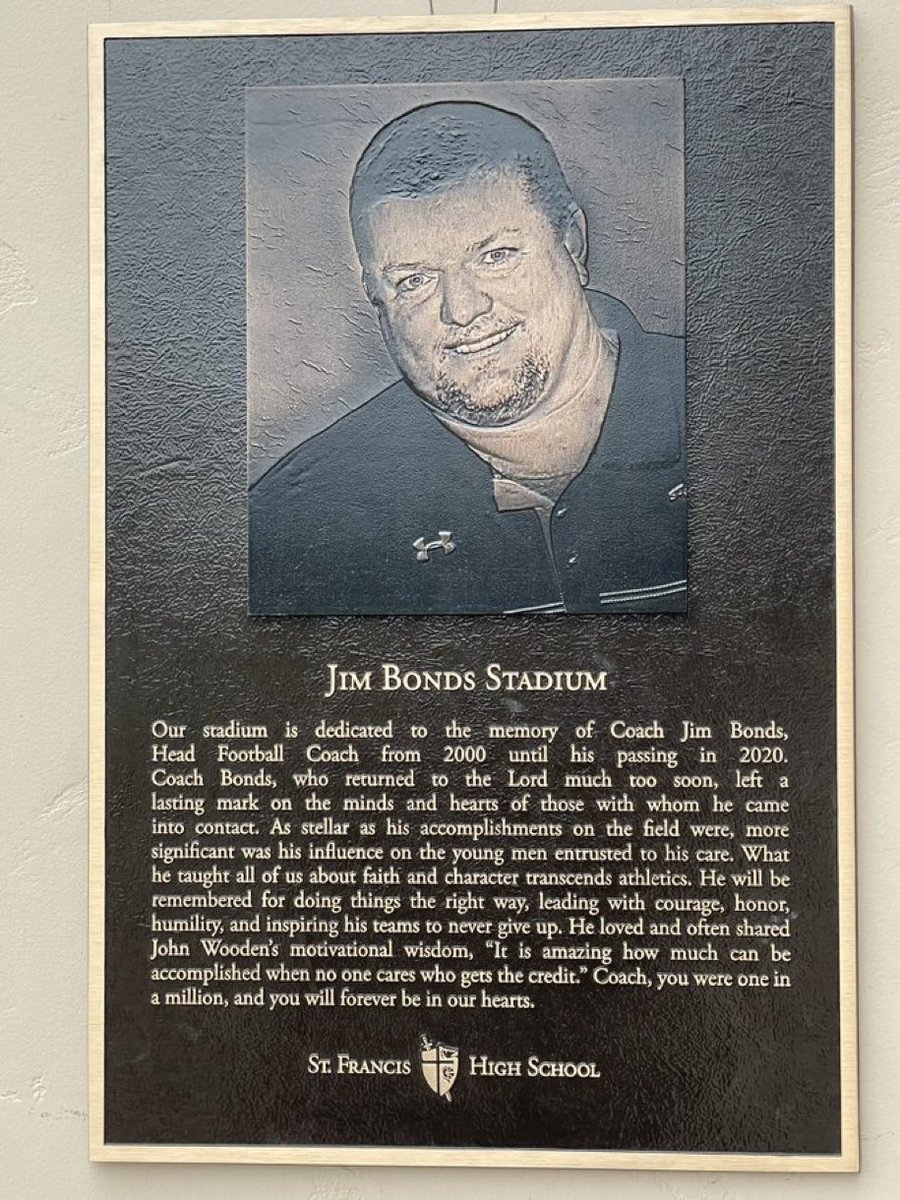 Jim Bonds Stadium
Our stadium is dedicated to the memory of Coach Jim Bonds,
Head Football Coach from 2000 until his passing in 2020.
Coach Bonds, who returned to the Lord much too soon, left a
lasting mark on the minds and hearts of those with whom he came
into contact. As stellar as his accomplishments on the field were, more
significant was his influence on the young men entrusted to his care. What
he taught all of us about faith and character transcends athletics. He will be
remembered for doing things the right way, leading with courage, honor,
humility, and inspiring his teams to never give up. He loved and often shared
John Wooden's motivational wisdom, “It is amazing how much can be
accomplished when no one cares who gets the credit.” Coach, you were one in
a million, and you will forever be in our hearts.
St. Francis High School